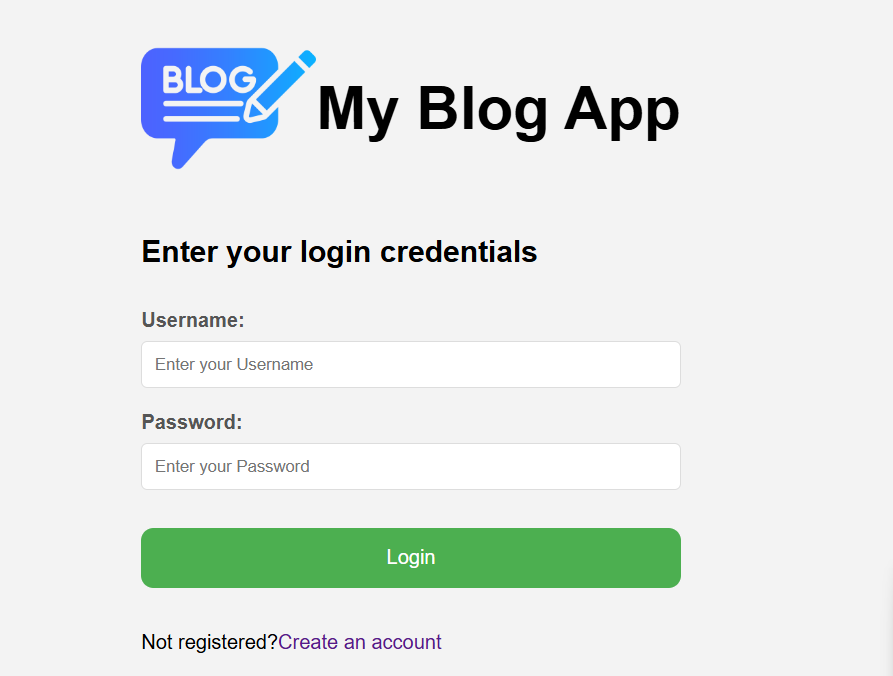 BLOG
My Blog App
Enter your login credentials
Username:
Enter your Username
Password:
Enter your Password
Login
Not registered?Create an account